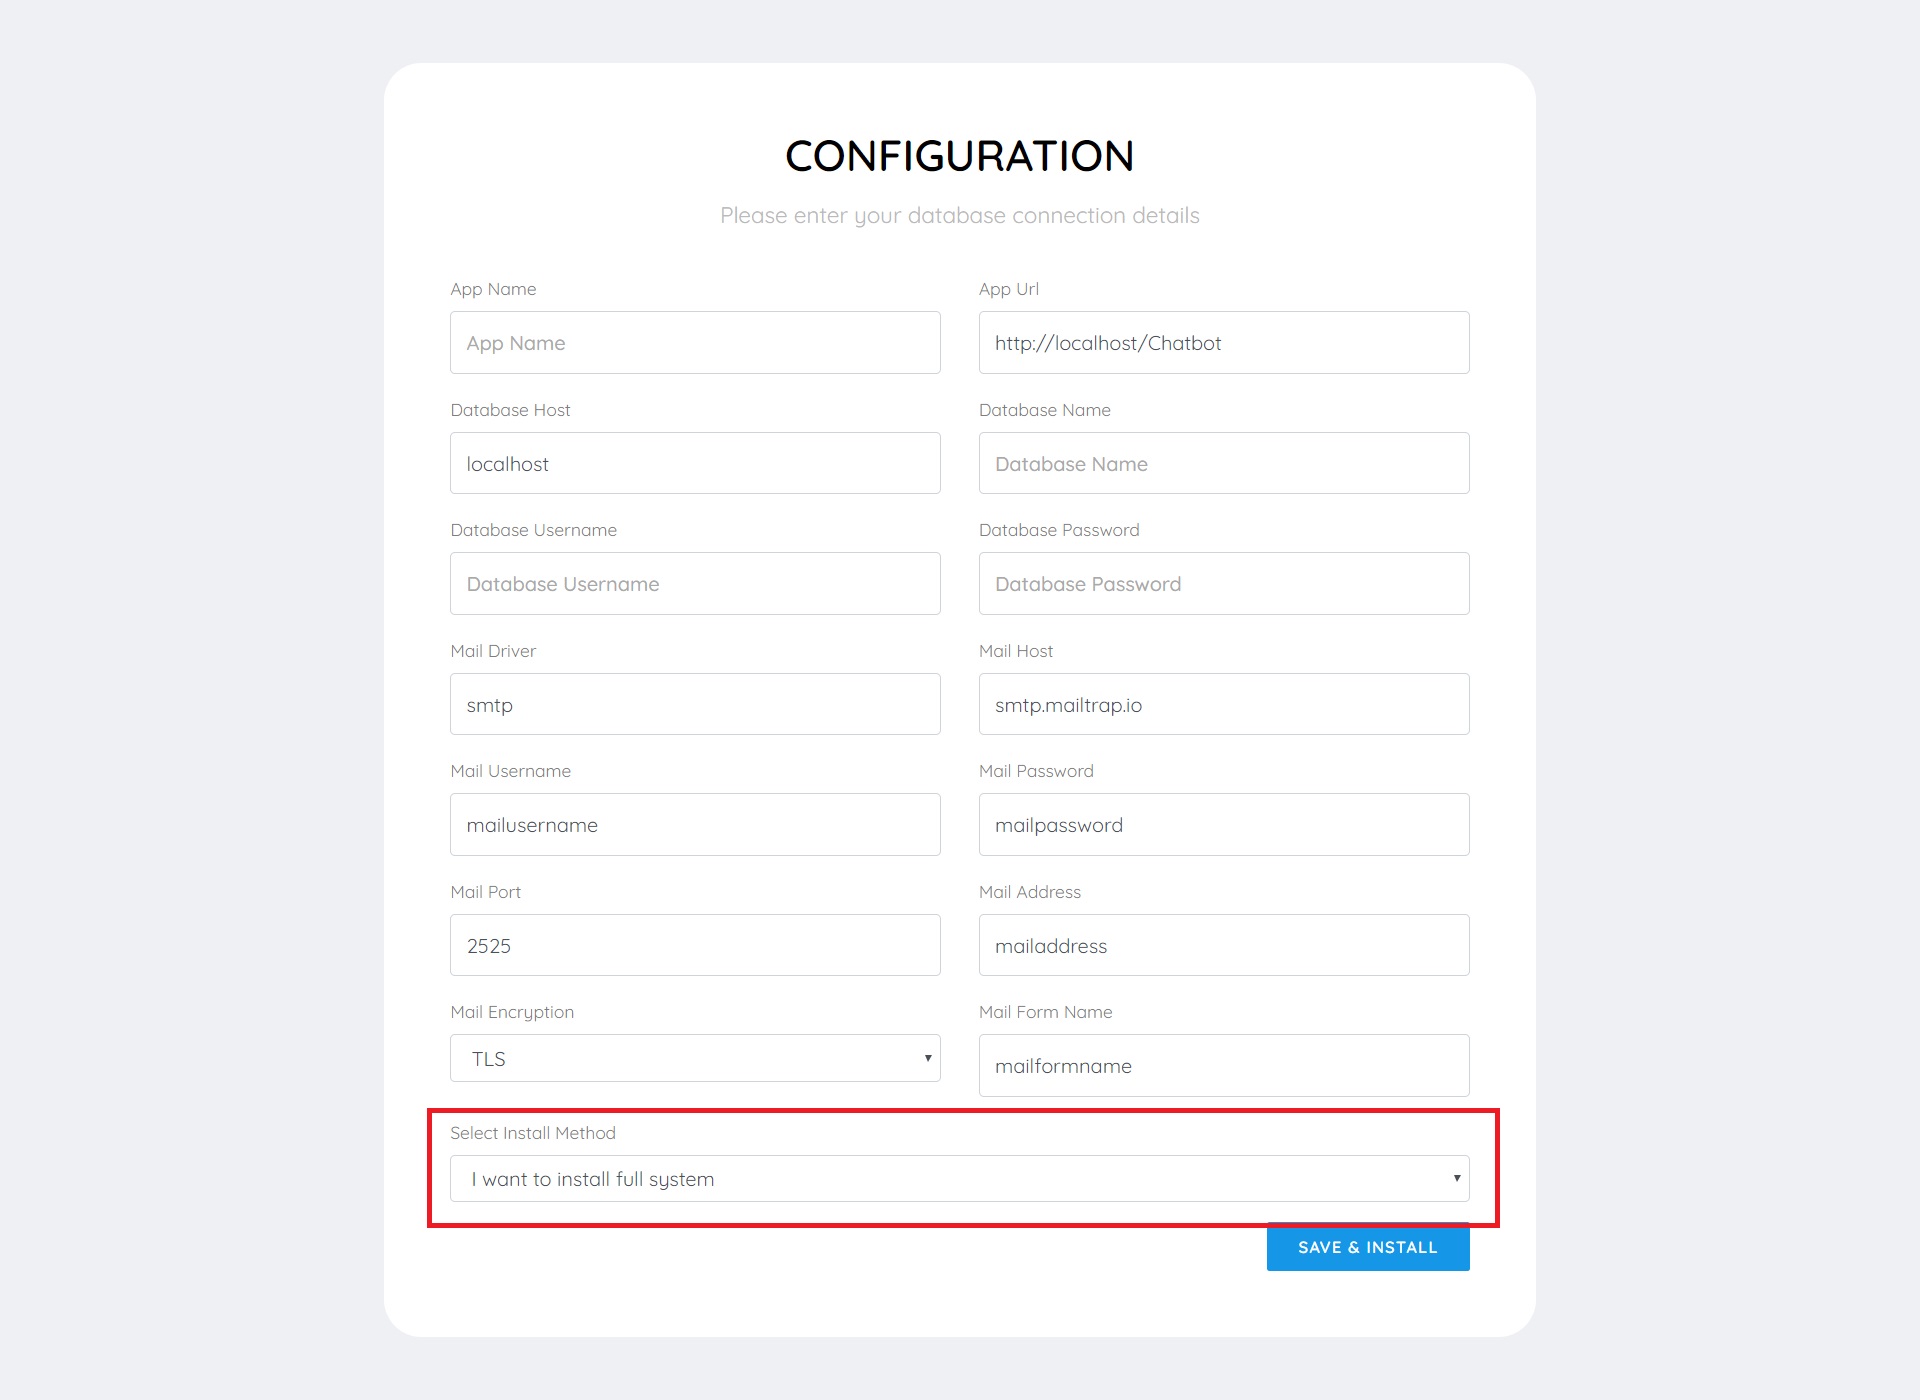 CONFIGURATION
Please enter your database connection details
App Name
App Url
App Name
http://localhost/Chatbot
Database Host
Database Name
localhost
Database Name
Database Username
Database Password
Database Username
Database Password
Mail Driver
Mail Host
smtp
smtp.mailtrap.io
Mail Username
Mail Password
mailusername
mailpassword
Mail Port
Mail Address
2525
mailaddress
Mail Encryption
Mail Form Name
TLS
mailformname
Select Install Method
I want to install full system
SAVE & INSTALL